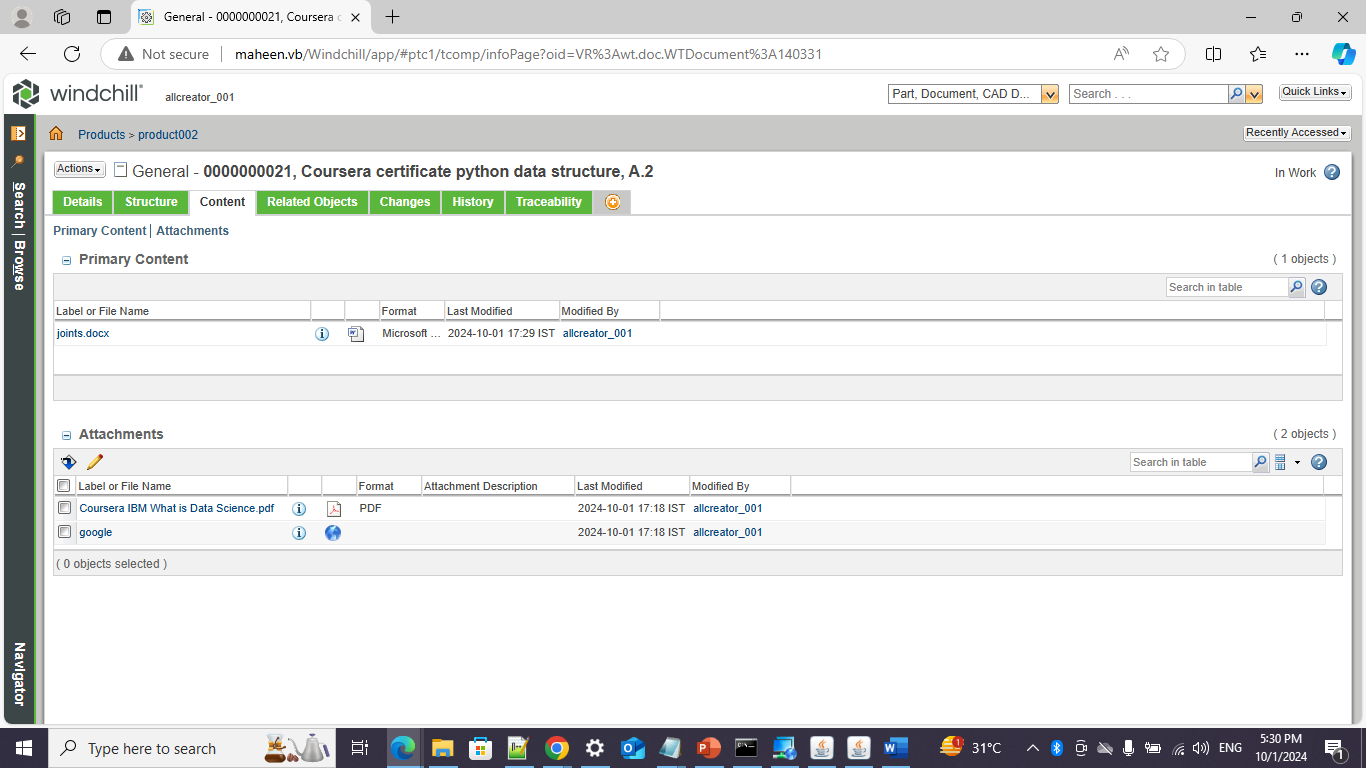 General - 0000000021, Coursera c
Not secure
maheen.vb/Windchill/app/#ptc1/tcomp/infoPage?oid=VR%3Awt.doc.WTDocument%3A140331
windchill
allcreator_001
Part, Document, CAD D...
Search . . .
Quick Links
Products > product002
Recently Accessed
Actions
General - 0000000021, Coursera certificate python data structure, A.2
In Work
Details Structure Content Related Objects Changes History Traceability
Search | Browse
Primary Content | Attachments
Primary Content
( 1 objects )
Search in table
Label or File Name Format Last Modified Modified By
joints.docx Microsoft ... 2024-10-01 17:29 IST allcreator_001
Attachments
( 2 objects )
Search in table
Label or File Name Format Attachment Description Last Modified Modified By
Coursera IBM What is Data Science.pdf PDF 2024-10-01 17:18 IST allcreator_001
google 2024-10-01 17:18 IST allcreator_001
( 0 objects selected )
Navigator
Type here to search
31°C
ENG
5:30 PM
10/1/2024